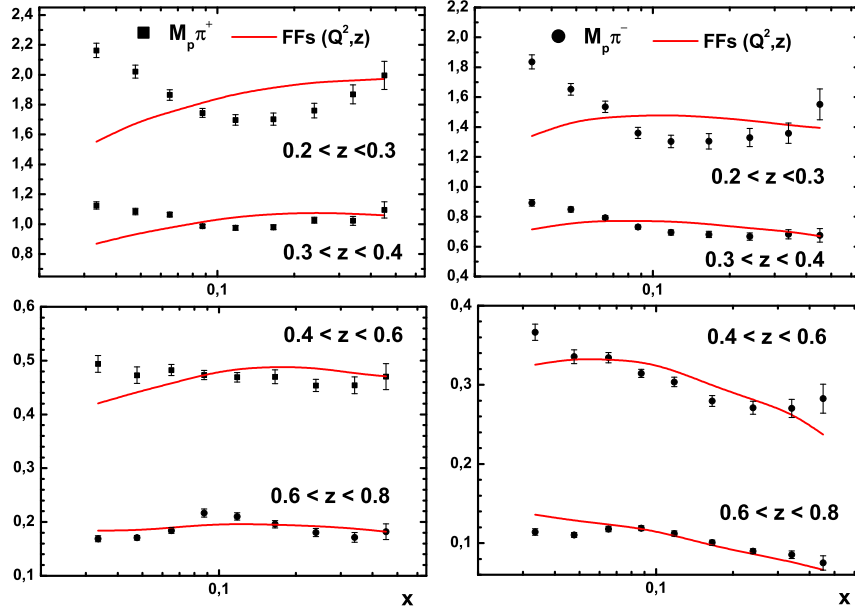 2,4
2,2
2,0
1,8
1,6
1,4
1,2
1,0
0,8
0,1
M_pπ⁺ FFs (Q²,z)
0.2 < z <0.3
0.3 < z < 0.4
2,2
2,0
1,8
1,6
1,4
1,2
1,0
0,8
0,6
0,4
0,1
M_pπ⁻ FFs (Q²,z)
0.2 < z <0.3
0.3 < z < 0.4
0,6
0,5
0,4
0,3
0,2
0,1
0,1
x
0.4 < z < 0.6
0.6 < z < 0.8
0,4
0,3
0,2
0,1
0,1
x
0.4 < z < 0.6
0.6 < z < 0.8